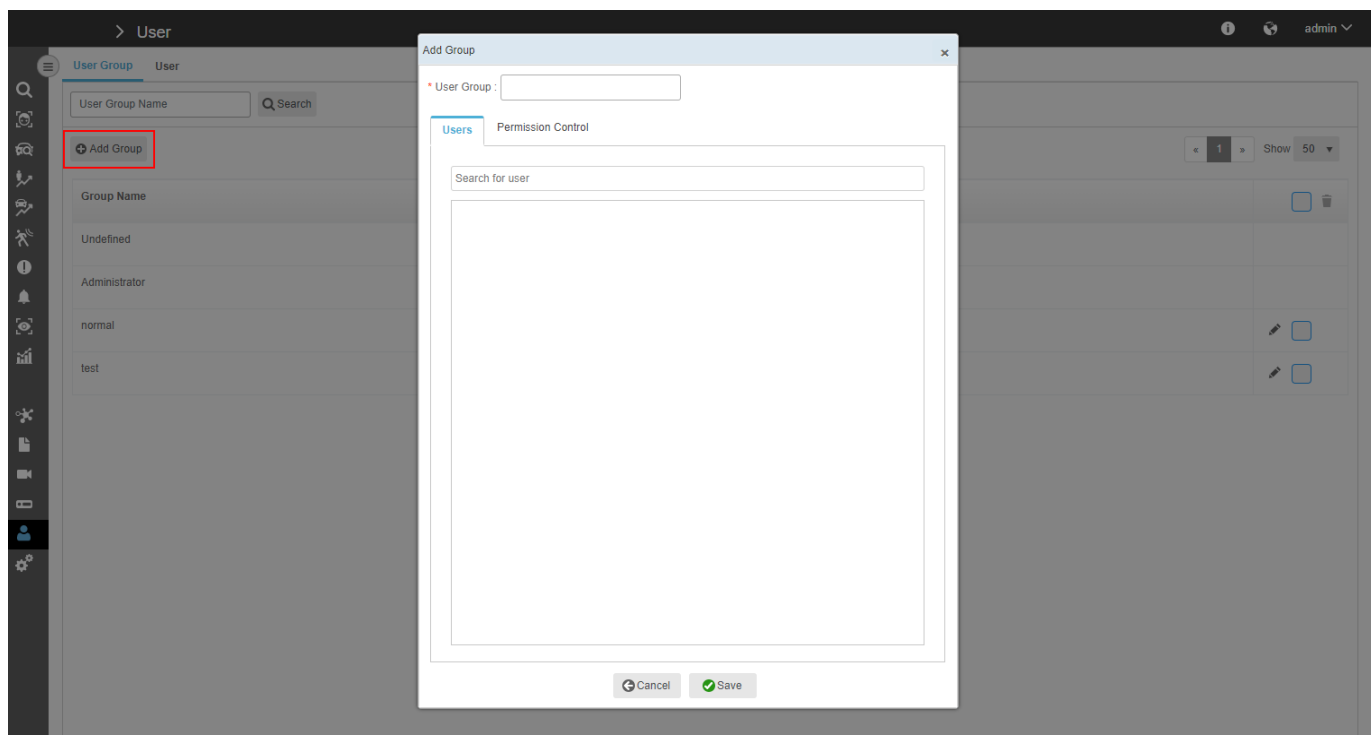 > User
admin
User Group User
User Group Name Search
Add Group
« 1 » Show 50
Group Name
Undefined
Administrator
normal
test
Add Group ×
* User Group :
Users Permission Control
Search for user
Cancel Save